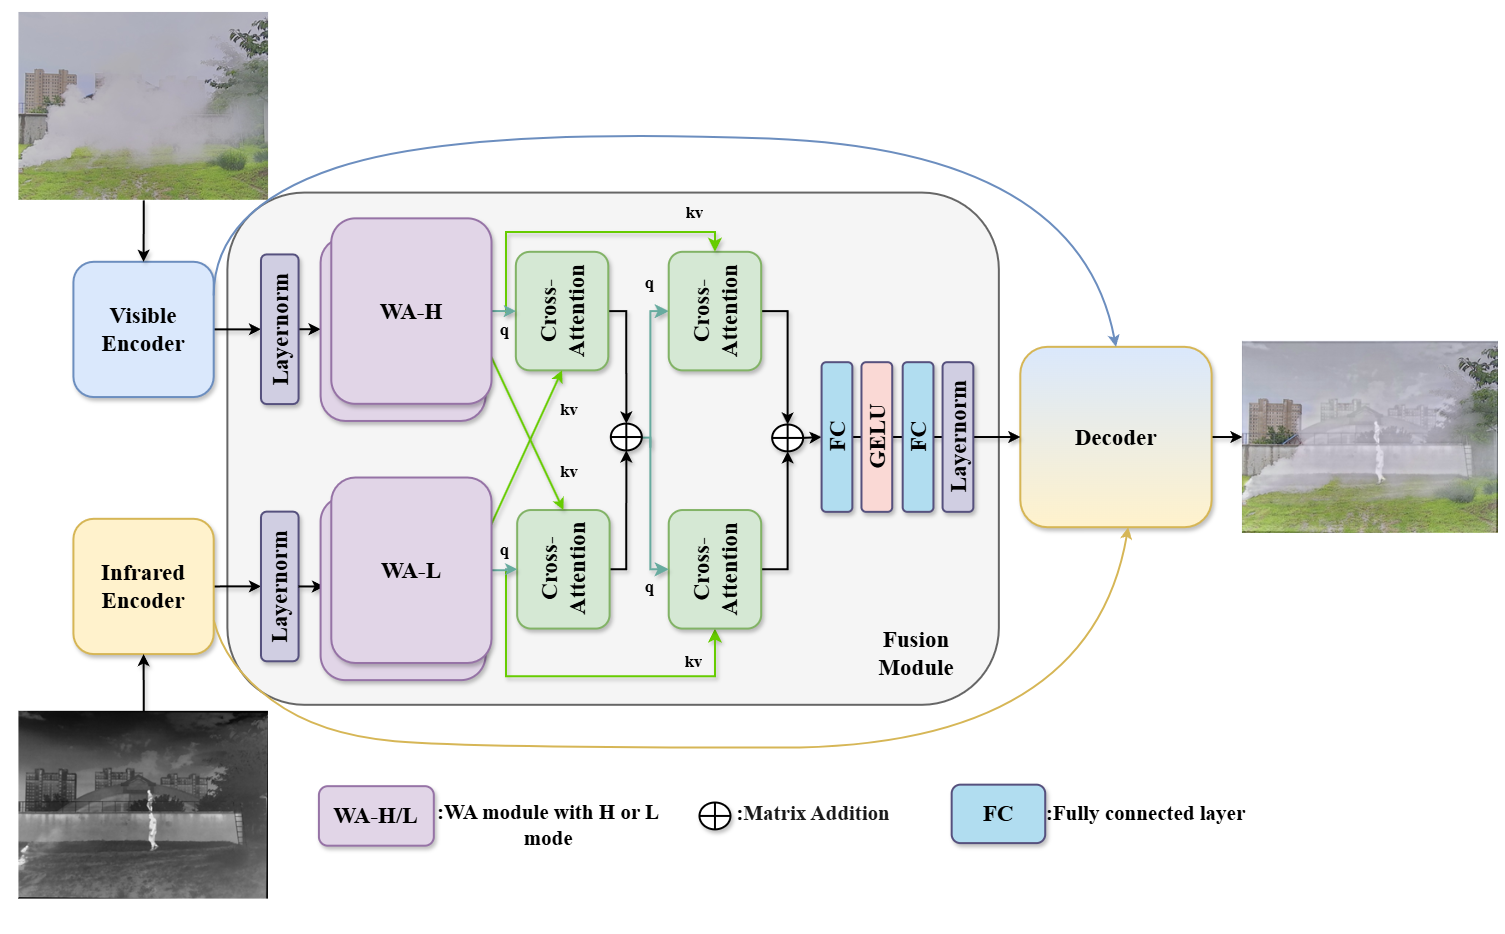 kv
Layernorm
WA-H
q
Cross-
Attention
q
Cross-
Attention
Visible
Encoder
kv
FC
GELU
FC
Layernorm
Decoder
kv
Infrared
Encoder
Layernorm
WA-L
q
Cross-
Attention
q
Cross-
Attention
kv
Fusion
Module
WA-H/L
:WA module with H or L
mode
:Matrix Addition
FC
:Fully connected layer